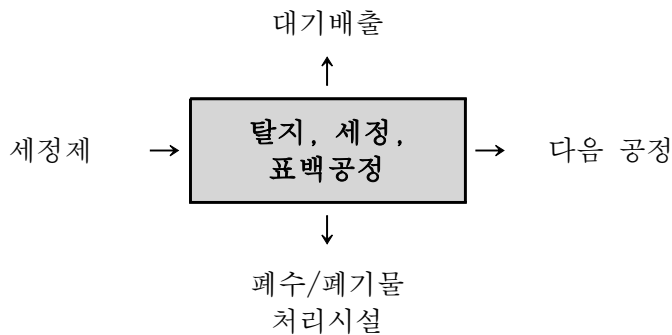 대기배출
세정제 → 탈지, 세정, → 다음 공정
표백공정
폐수/폐기물
처리시설